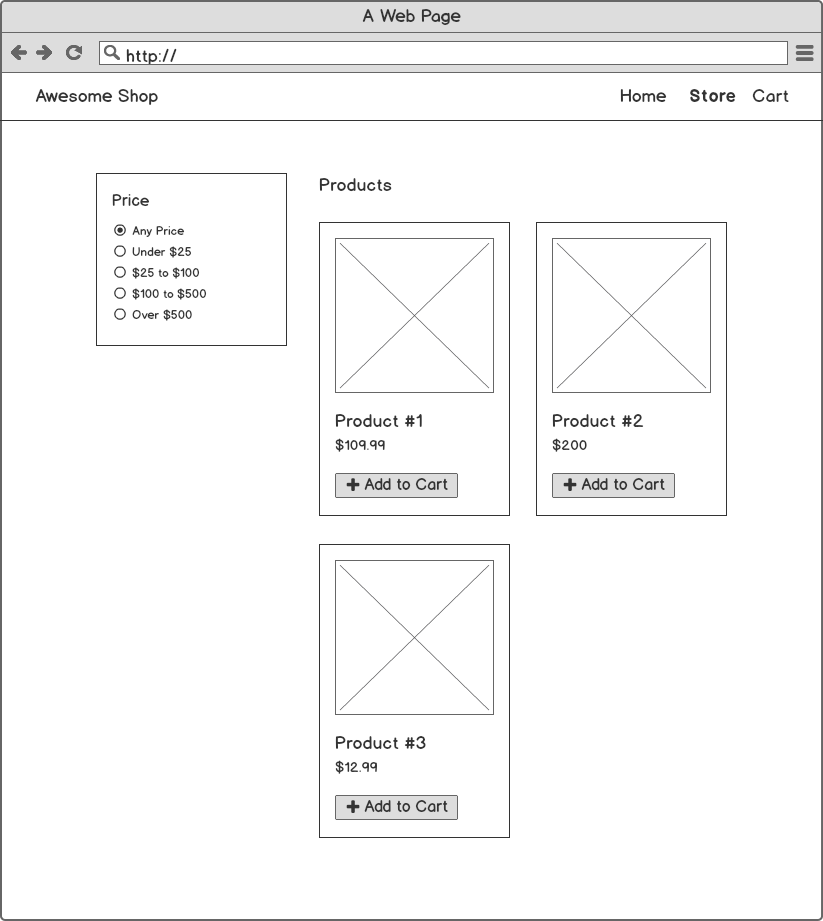 A Web Page
http://
Awesome Shop
Home Store Cart
Price
Any Price
Under $25
$25 to $100
$100 to $500
Over $500
Products
Product #1
$109.99
Add to Cart
Product #2
$200
Add to Cart
Product #3
$12.99
Add to Cart